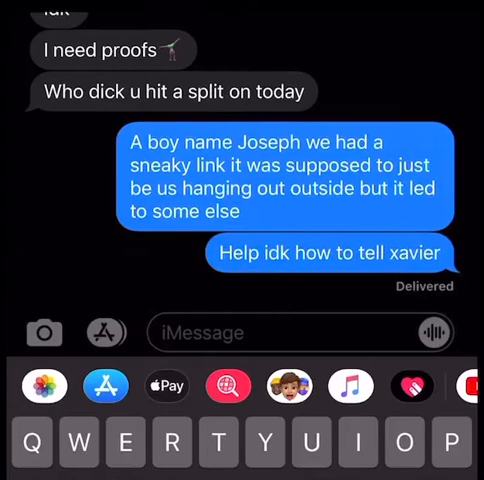 idk
I need proofs
Who dick u hit a split on today
A boy name Joseph we had a
sneaky link it was supposed to just
be us hanging out outside but it led
to some else
Help idk how to tell xavier
Delivered
iMessage
Pay
Q W E R T Y U I O P